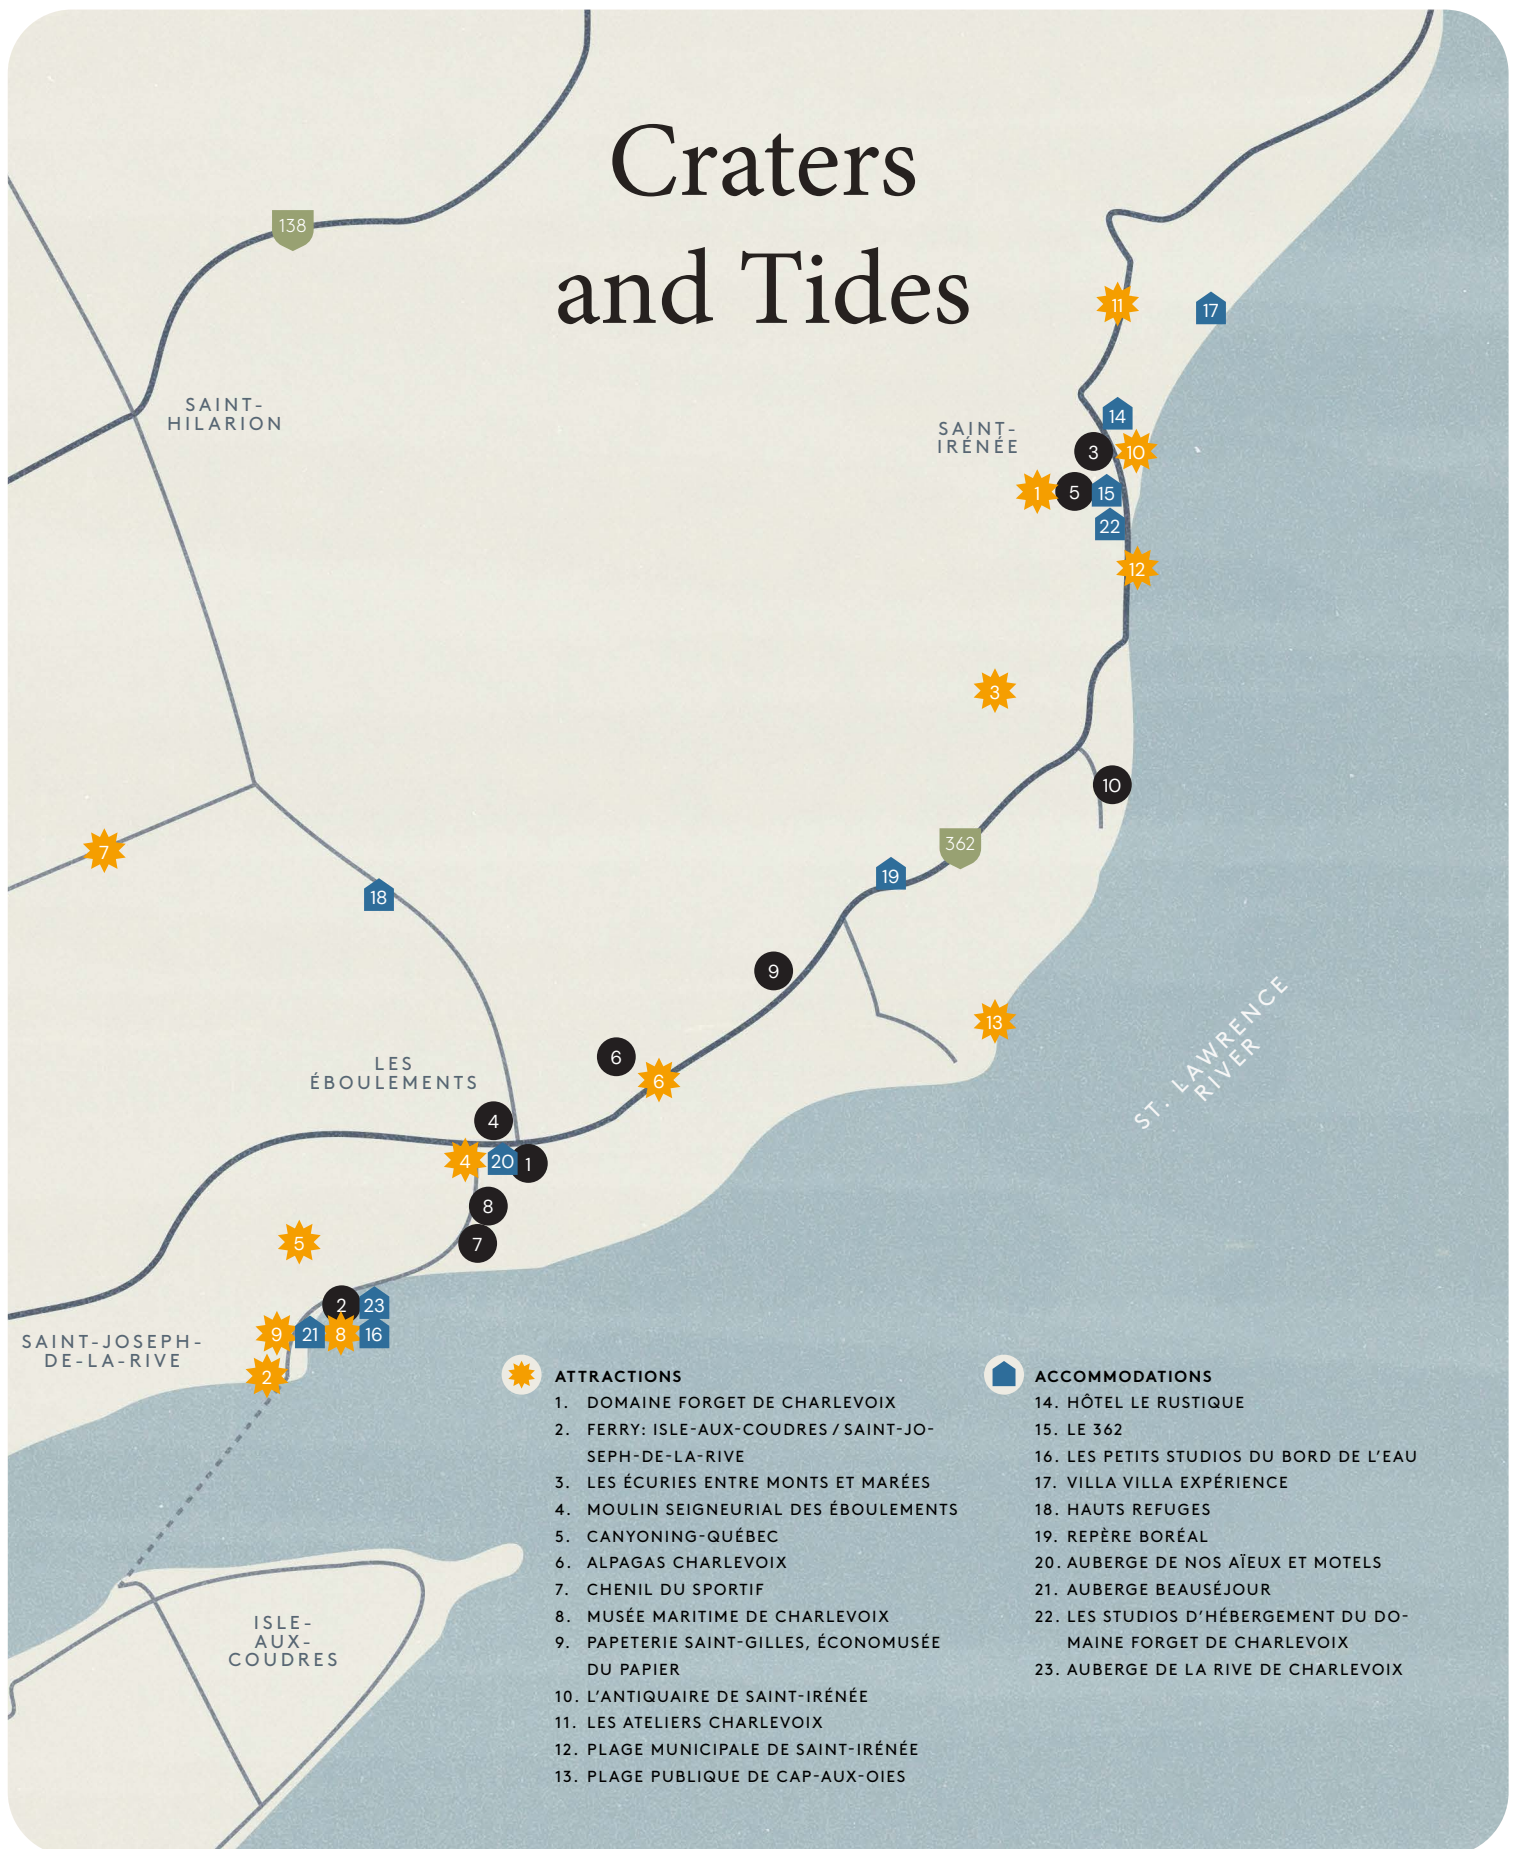 Craters
and Tides
138
11
17
SAINT-
HILARION
SAINT-
IRÉNÉE
14
3
10
1
5
15
22
12
3
10
362
7
19
18
9
13
ST. LAWRENCE
RIVER
6
6
LES
ÉBOULEMENTS
4
4
20
1
8
7
5
2
23
9
21
8
16
SAINT-JOSEPH-
DE-LA-RIVE
2
ISLE-
AUX-
COUDRES
ATTRACTIONS
1. DOMAINE FORGET DE CHARLEVOIX
2. FERRY: ISLE-AUX-COUDRES / SAINT-JO-
SEPH-DE-LA-RIVE
3. LES ÉCURIES ENTRE MONTS ET MARÉES
4. MOULIN SEIGNEURIAL DES ÉBOULEMENTS
5. CANYONING-QUÉBEC
6. ALPAGAS CHARLEVOIX
7. CHENIL DU SPORTIF
8. MUSÉE MARITIME DE CHARLEVOIX
9. PAPETERIE SAINT-GILLES, ÉCONOMUSÉE
DU PAPIER
10. L'ANTIQUAIRE DE SAINT-IRÉNÉE
11. LES ATELIERS CHARLEVOIX
12. PLAGE MUNICIPALE DE SAINT-IRÉNÉE
13. PLAGE PUBLIQUE DE CAP-AUX-OIES
ACCOMMODATIONS
14. HÔTEL LE RUSTIQUE
15. LE 362
16. LES PETITS STUDIOS DU BORD DE L'EAU
17. VILLA VILLA EXPÉRIENCE
18. HAUTS REFUGES
19. REPÈRE BORÉAL
20. AUBERGE DE NOS AÏEUX ET MOTELS
21. AUBERGE BEAUSÉJOUR
22. LES STUDIOS D'HÉBERGEMENT DU DO-
MAINE FORGET DE CHARLEVOIX
23. AUBERGE DE LA RIVE DE CHARLEVOIX